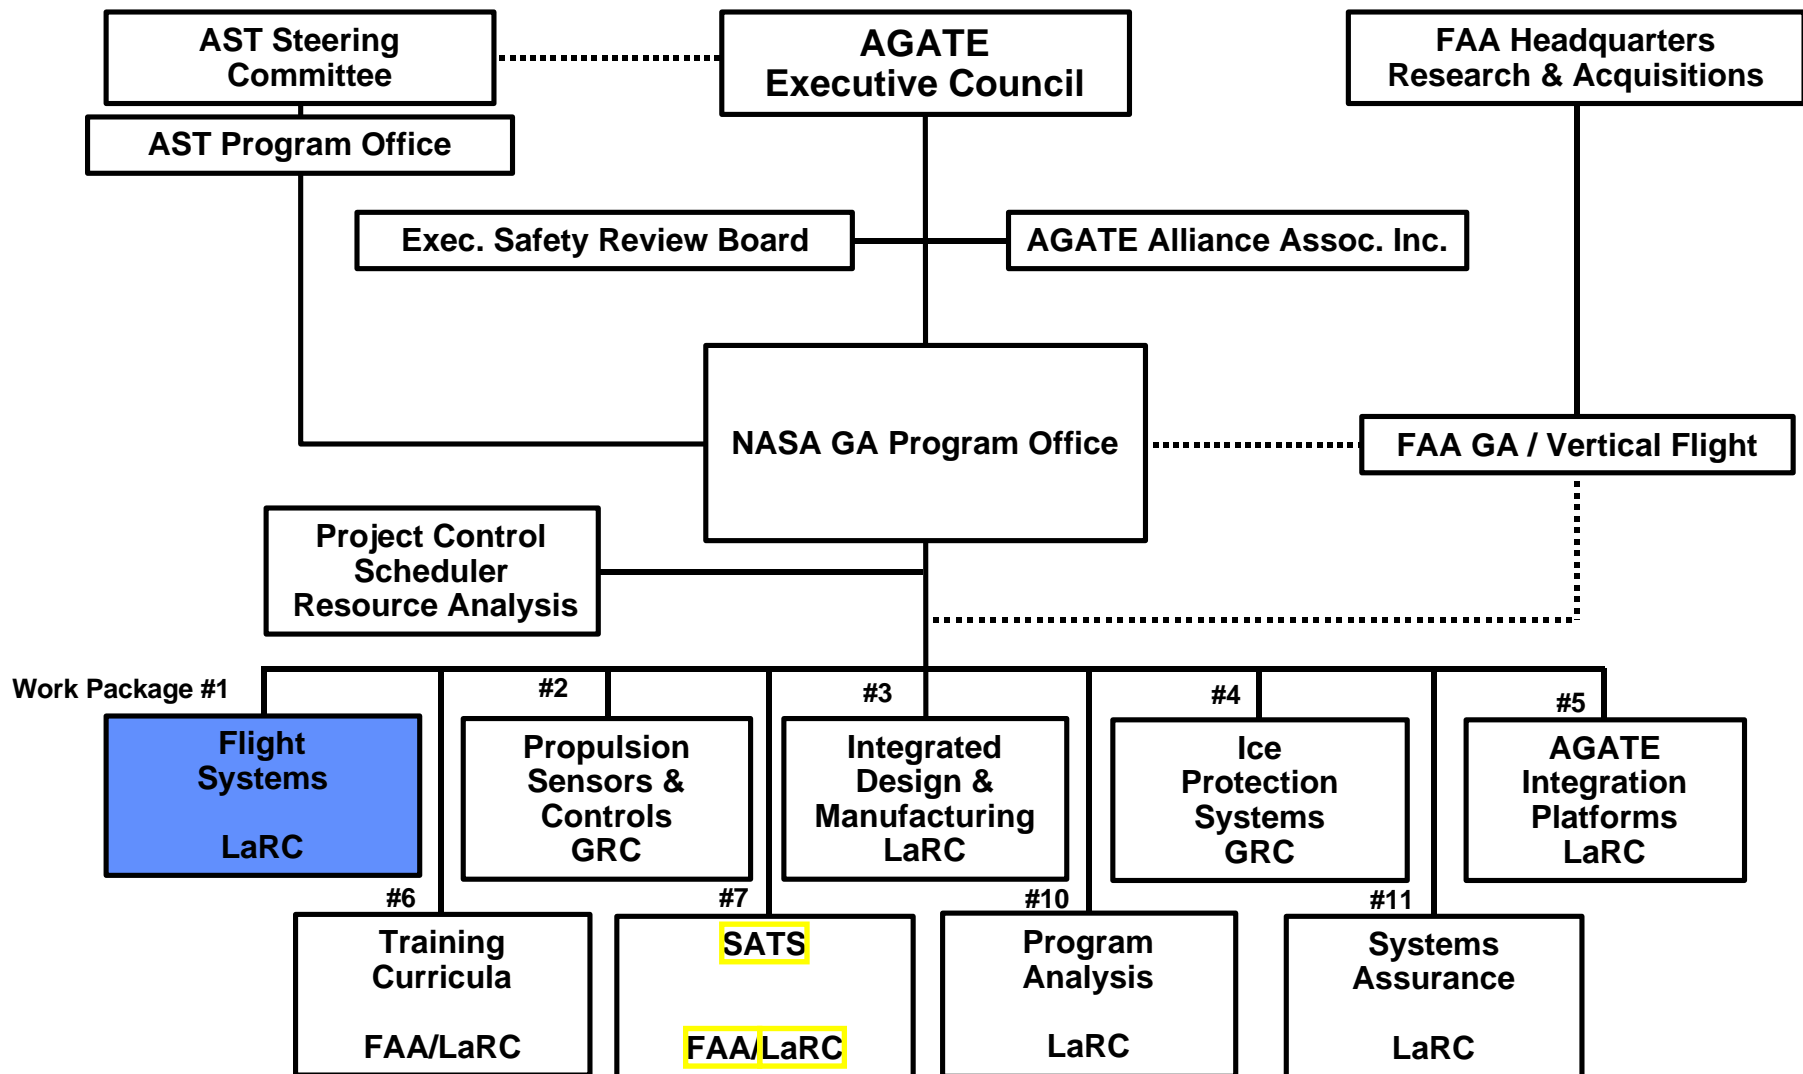 AST Steering
Committee
AGATE
Executive Council
FAA Headquarters
Research & Acquisitions
AST Program Office
Exec. Safety Review Board
AGATE Alliance Assoc. Inc.
NASA GA Program Office
FAA GA / Vertical Flight
Project Control
Scheduler
Resource Analysis
Work Package #1
Flight
Systems
LaRC
#2
Propulsion
Sensors &
Controls
GRC
#3
Integrated
Design &
Manufacturing
LaRC
#4
Ice
Protection
Systems
GRC
#5
AGATE
Integration
Platforms
LaRC
#6
Training
Curricula
FAA/LaRC
#7
SATS
FAA/LaRC
#10
Program
Analysis
LaRC
#11
Systems
Assurance
LaRC